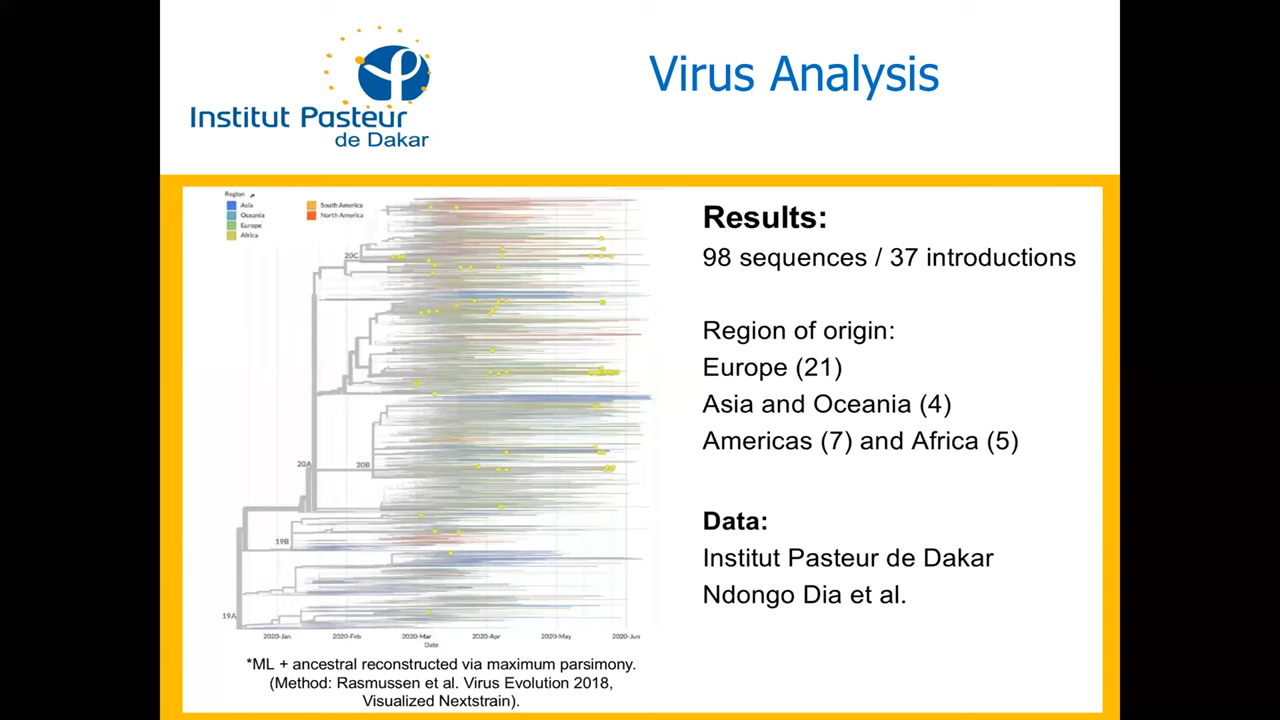 Institut Pasteur
de Dakar
Virus Analysis
Region
Asia
Oceania
Europe
Africa
South America
North America
20C
20A
20B
19B
19A
2020-Jan
2020-Feb
2020-Mar
2020-Apr
2020-May
2020-Jun
Date
*ML + ancestral reconstructed via maximum parsimony.
(Method: Rasmussen et al. Virus Evolution 2018,
Visualized Nextstrain).
Results:
98 sequences / 37 introductions
Region of origin:
Europe (21)
Asia and Oceania (4)
Americas (7) and Africa (5)
Data:
Institut Pasteur de Dakar
Ndongo Dia et al.